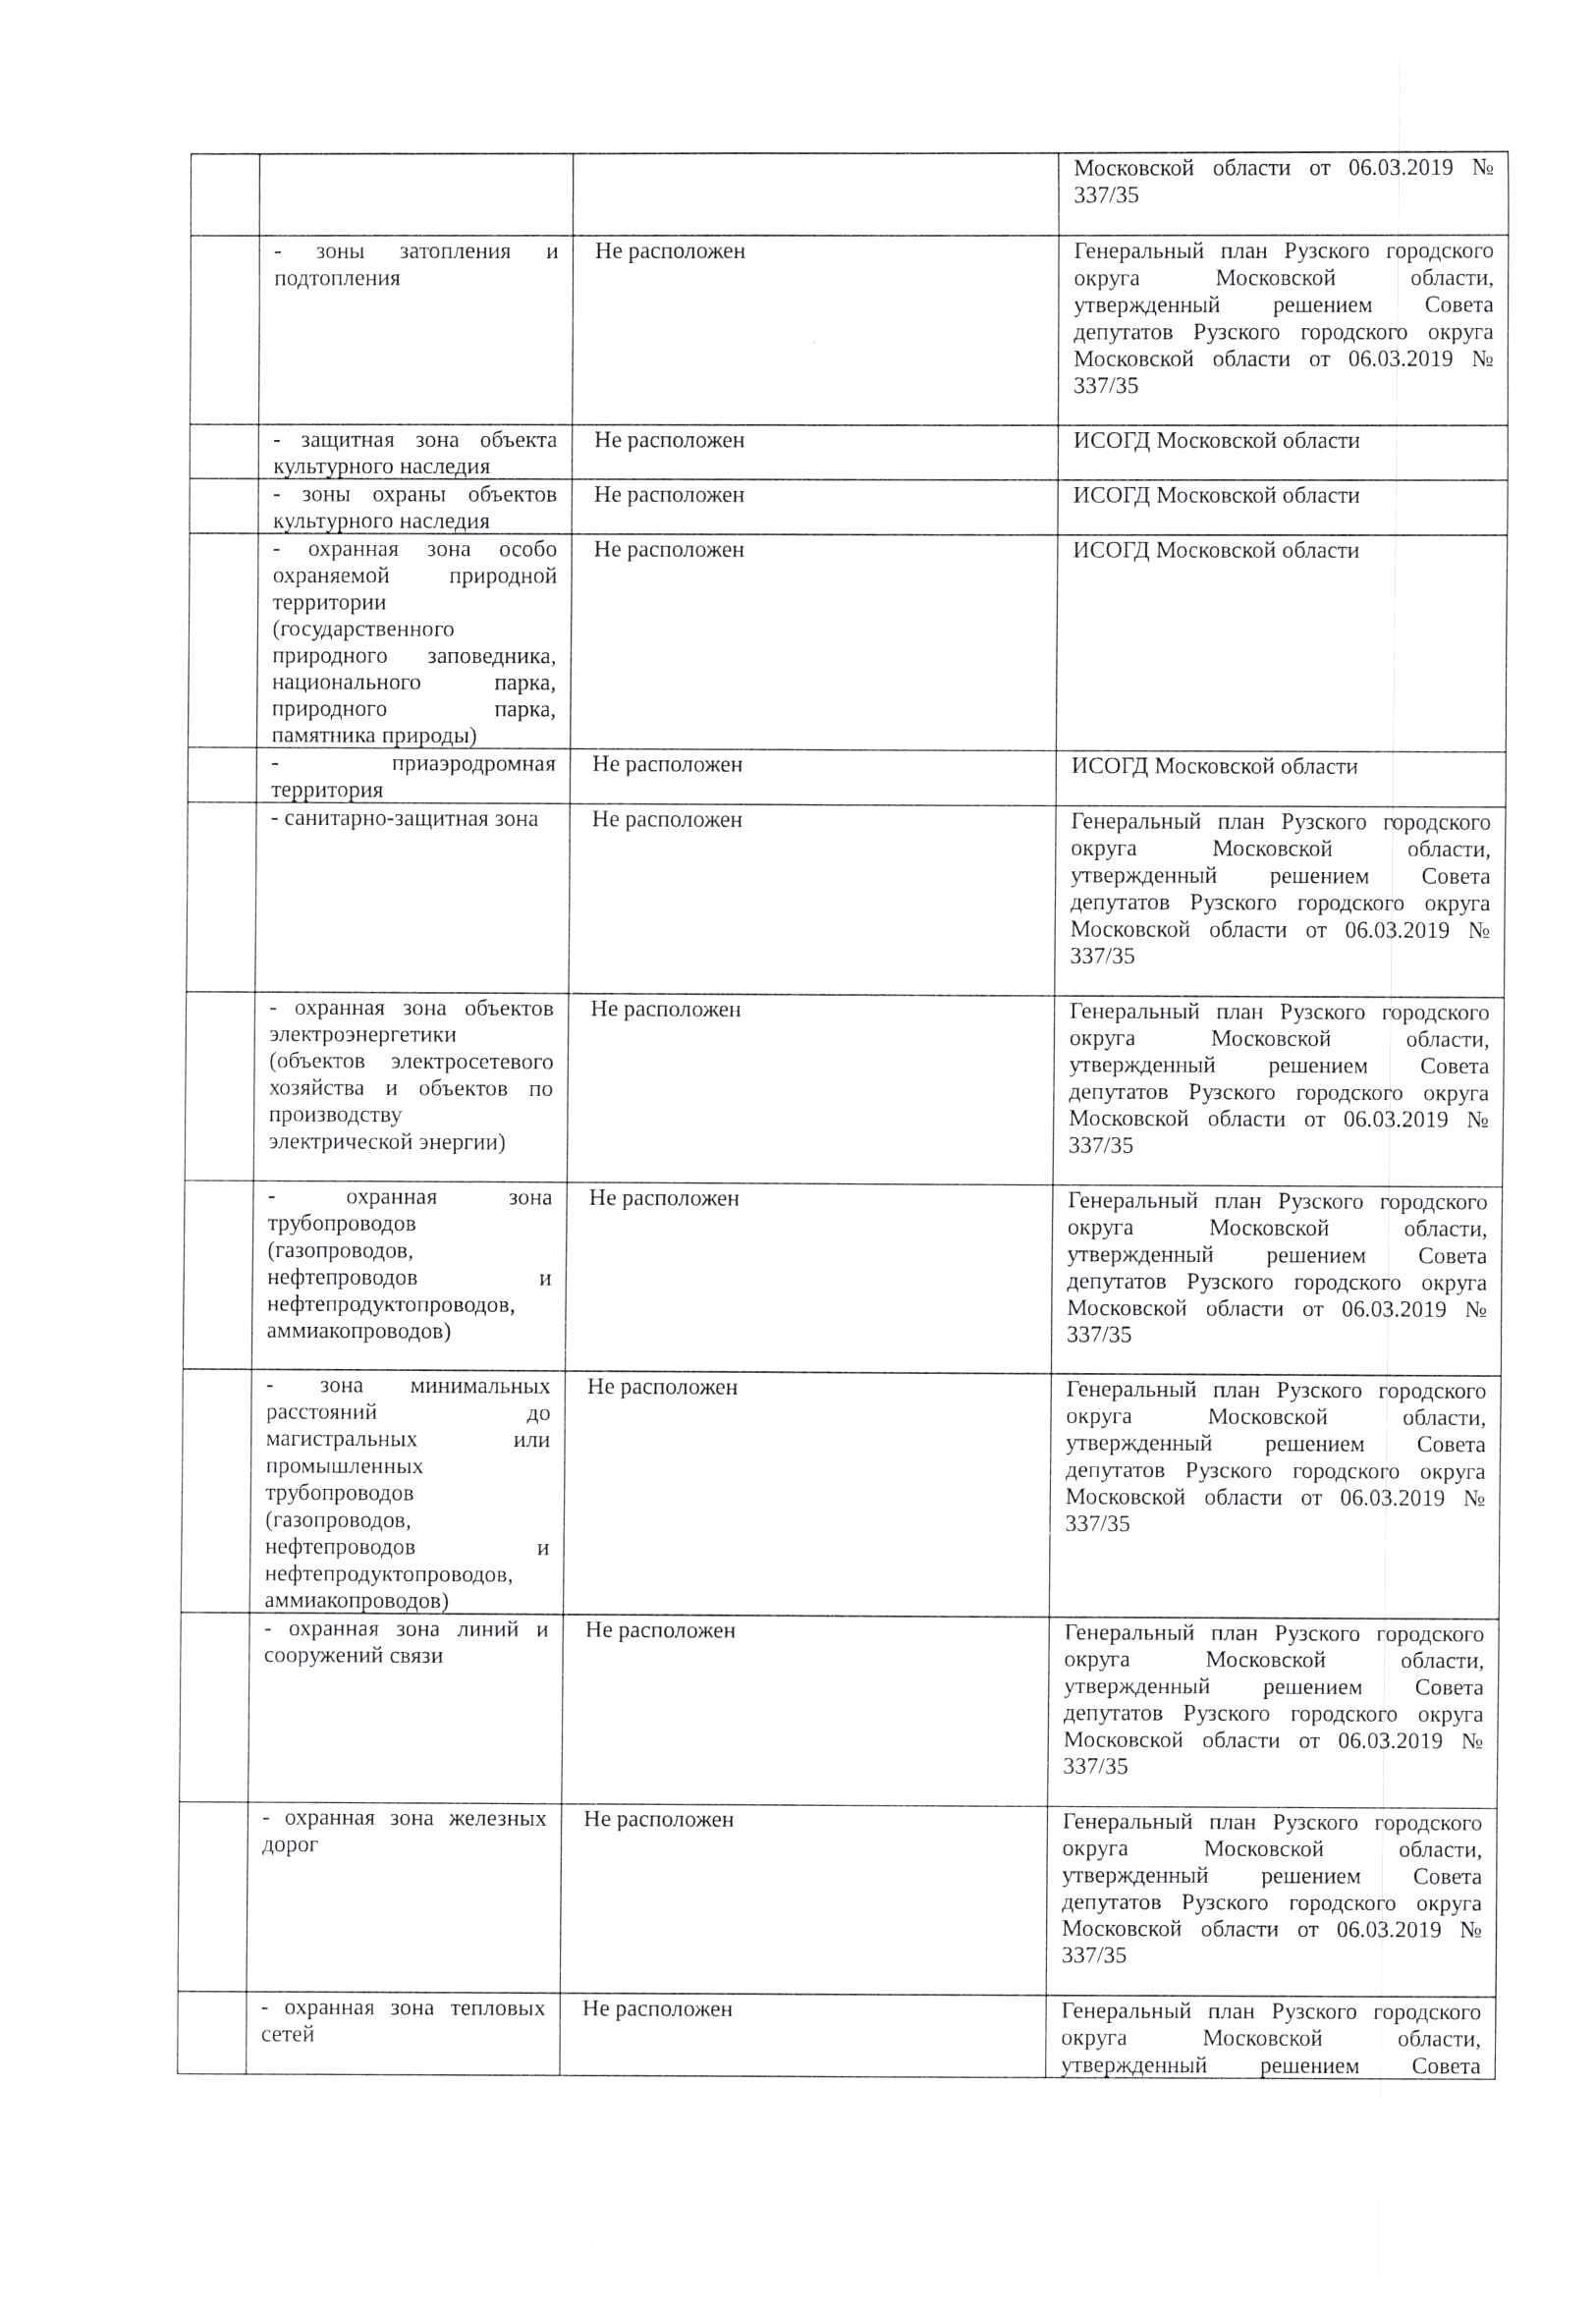 Московской области от 06.03.2019 №
337/35
- зоны затопления и
подтопления
Не расположен
Генеральный план Рузского городского
округа Московской области,
утвержденный решением Совета
депутатов Рузского городского округа
Московской области от 06.03.2019 №
337/35
- защитная зона объекта
культурного наследия
Не расположен
ИСОГД Московской области
- зоны охраны объектов
культурного наследия
Не расположен
ИСОГД Московской области
- охранная зона особо
охраняемой природной
территории
(государственного
природного заповедника,
национального парка,
природного парка,
памятника природы)
Не расположен
ИСОГД Московской области
- приаэродромная
территория
Не расположен
ИСОГД Московской области
- санитарно-защитная зона
Не расположен
Генеральный план Рузского городского
округа Московской области,
утвержденный решением Совета
депутатов Рузского городского округа
Московской области от 06.03.2019 №
337/35
- охранная зона объектов
электроэнергетики
(объектов электросетевого
хозяйства и объектов по
производству
электрической энергии)
Не расположен
Генеральный план Рузского городского
округа Московской области,
утвержденный решением Совета
депутатов Рузского городского округа
Московской области от 06.03.2019 №
337/35
- охранная зона
трубопроводов
(газопроводов,
нефтепроводов и
нефтепродуктопроводов,
аммиакопроводов)
Не расположен
Генеральный план Рузского городского
округа Московской области,
утвержденный решением Совета
депутатов Рузского городского округа
Московской области от 06.03.2019 №
337/35
- зона минимальных
расстояний до
магистральных или
промышленных
трубопроводов
(газопроводов,
нефтепроводов и
нефтепродуктопроводов,
аммиакопроводов)
Не расположен
Генеральный план Рузского городского
округа Московской области,
утвержденный решением Совета
депутатов Рузского городского округа
Московской области от 06.03.2019 №
337/35
- охранная зона линий и
сооружений связи
Не расположен
Генеральный план Рузского городского
округа Московской области,
утвержденный решением Совета
депутатов Рузского городского округа
Московской области от 06.03.2019 №
337/35
- охранная зона железных
дорог
Не расположен
Генеральный план Рузского городского
округа Московской области,
утвержденный решением Совета
депутатов Рузского городского округа
Московской области от 06.03.2019 №
337/35
- охранная зона тепловых
сетей
Не расположен
Генеральный план Рузского городского
округа Московской области,
утвержденный решением Совета